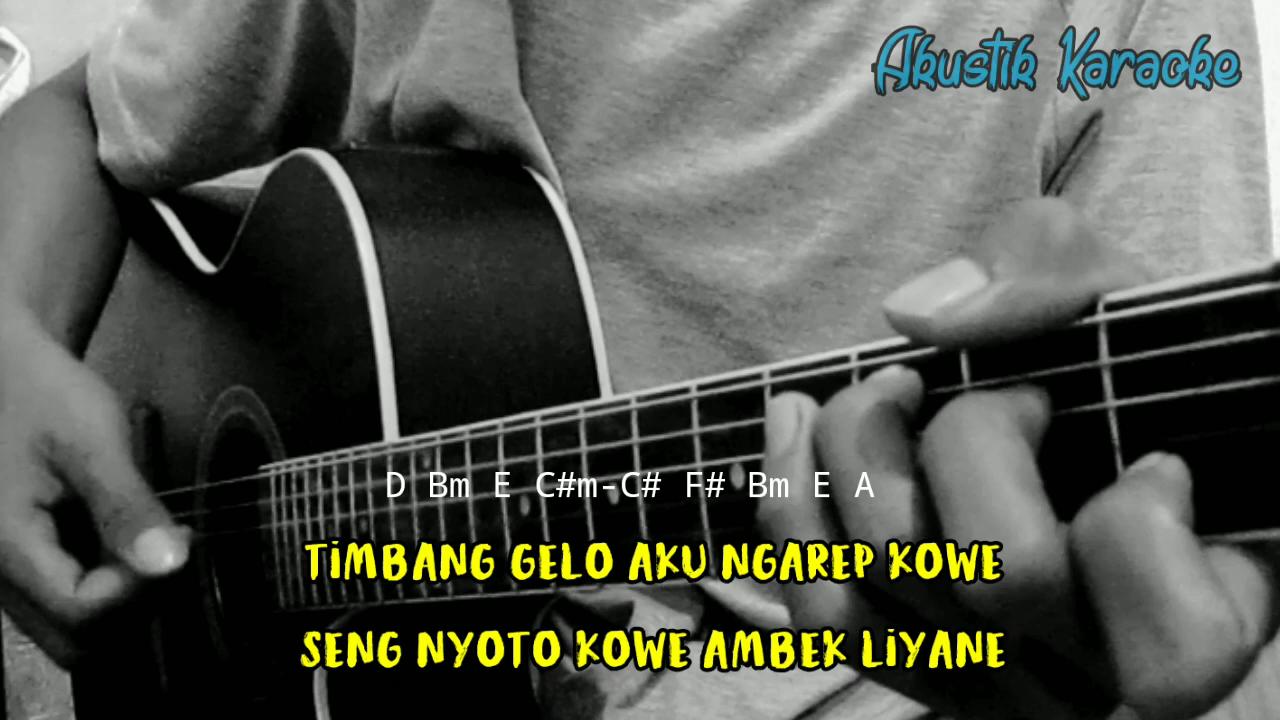 Akustik Karaoke
D Bm E C#m-C# F# Bm E A
TIMBANG GELO AKU NGAREP KOWE
SENG NYOTO KOWE AMBEK LIYANE